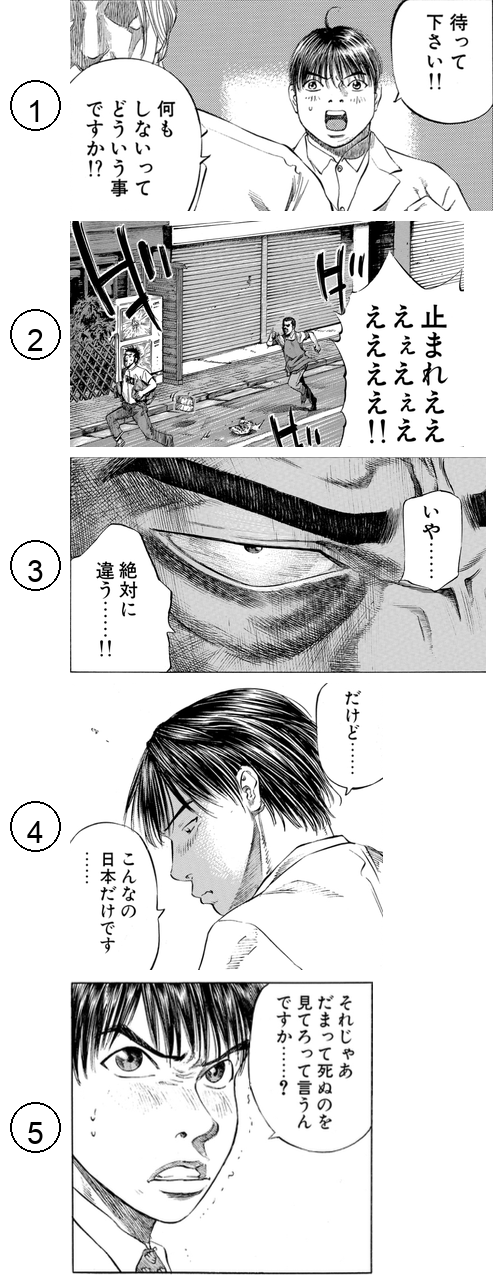 1
待って
下さい!!
何も
しないって
どういう事
ですか!?
2
ビビ
止まれええ
えぇえぇえ
ええええ!!
3
いや……
絶対に
違う……!!
4
だけど……
こんなの
日本だけです
……
5
それじゃあ
だまって死ぬのを
見てろって言うん
ですか……?